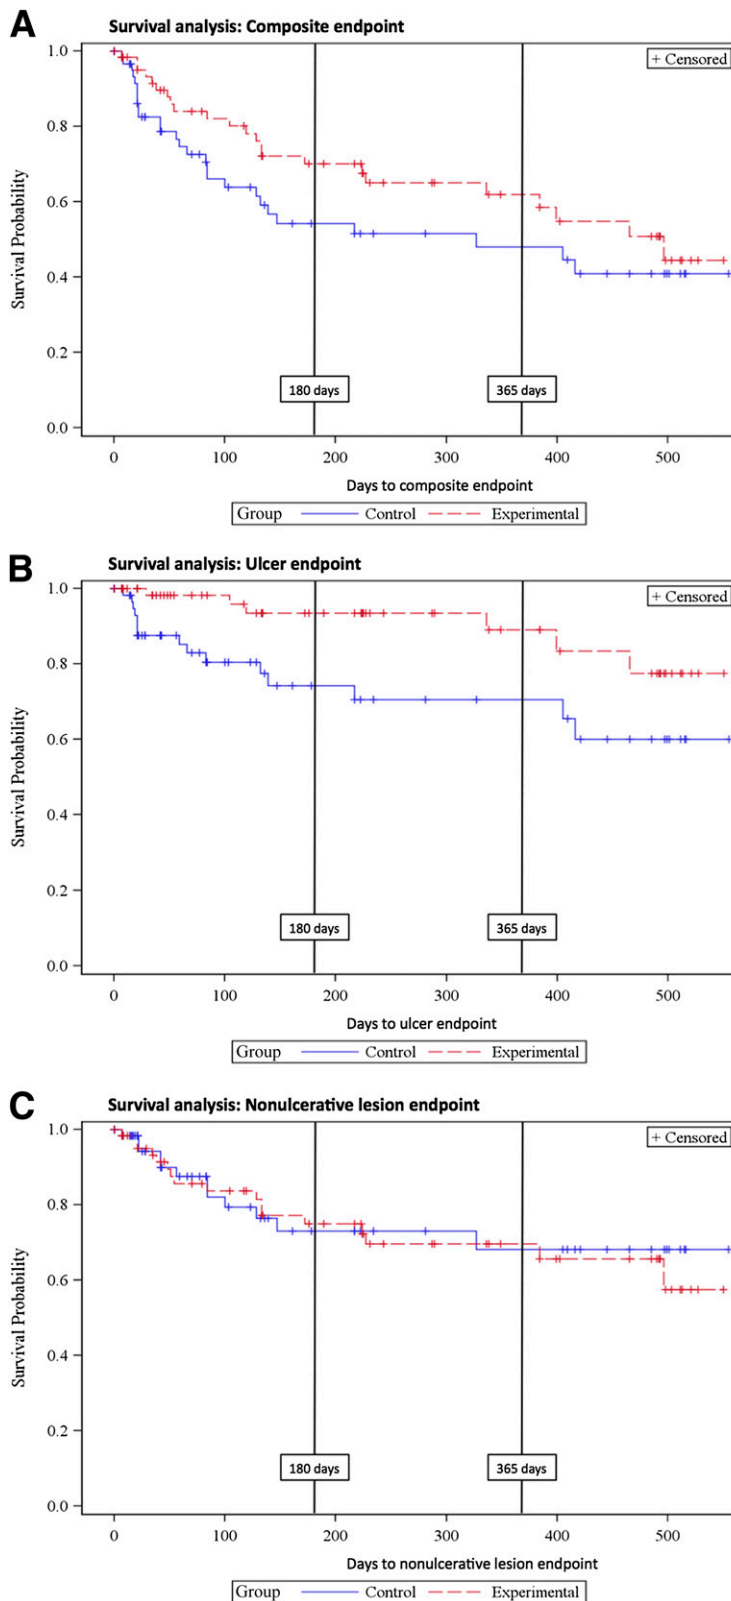 A
Survival analysis: Composite endpoint
1.0
+ Censored
0.8
0.6
0.4
0.2
0.0
Survival Probability
180 days
365 days
0 100 200 300 400 500
Days to composite endpoint
Group Control Experimental
B
Survival analysis: Ulcer endpoint
1.0
+ Censored
0.8
0.6
0.4
0.2
0.0
Survival Probability
180 days
365 days
0 100 200 300 400 500
Days to ulcer endpoint
Group Control Experimental
C
Survival analysis: Nonulcerative lesion endpoint
1.0
+ Censored
0.8
0.6
0.4
0.2
0.0
Survival Probability
180 days
365 days
0 100 200 300 400 500
Days to nonulcerative lesion endpoint
Group Control Experimental